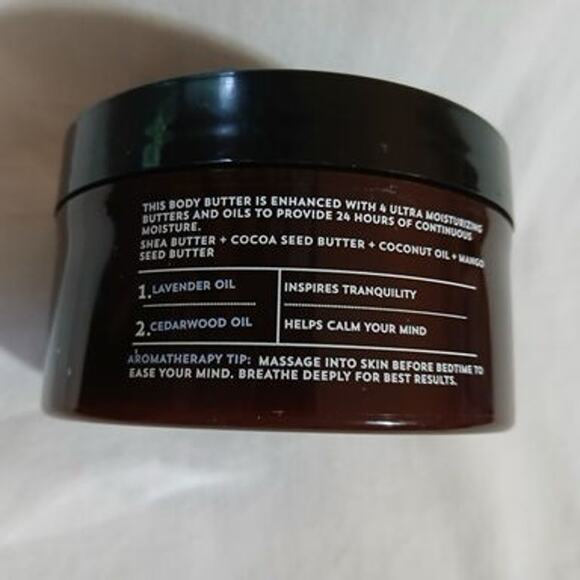 THIS BODY BUTTER IS ENHANCED WITH 4 ULTRA MOISTURIZING
BUTTERS AND OILS TO PROVIDE 24 HOURS OF CONTINUOUS
MOISTURE.
SHEA BUTTER + COCOA SEED BUTTER + COCONUT OIL + MANGO
SEED BUTTER
1. LAVENDER OIL INSPIRES TRANQUILITY
2. CEDARWOOD OIL HELPS CALM YOUR MIND
AROMATHERAPY TIP: MASSAGE INTO SKIN BEFORE BEDTIME TO
EASE YOUR MIND. BREATHE DEEPLY FOR BEST RESULTS.